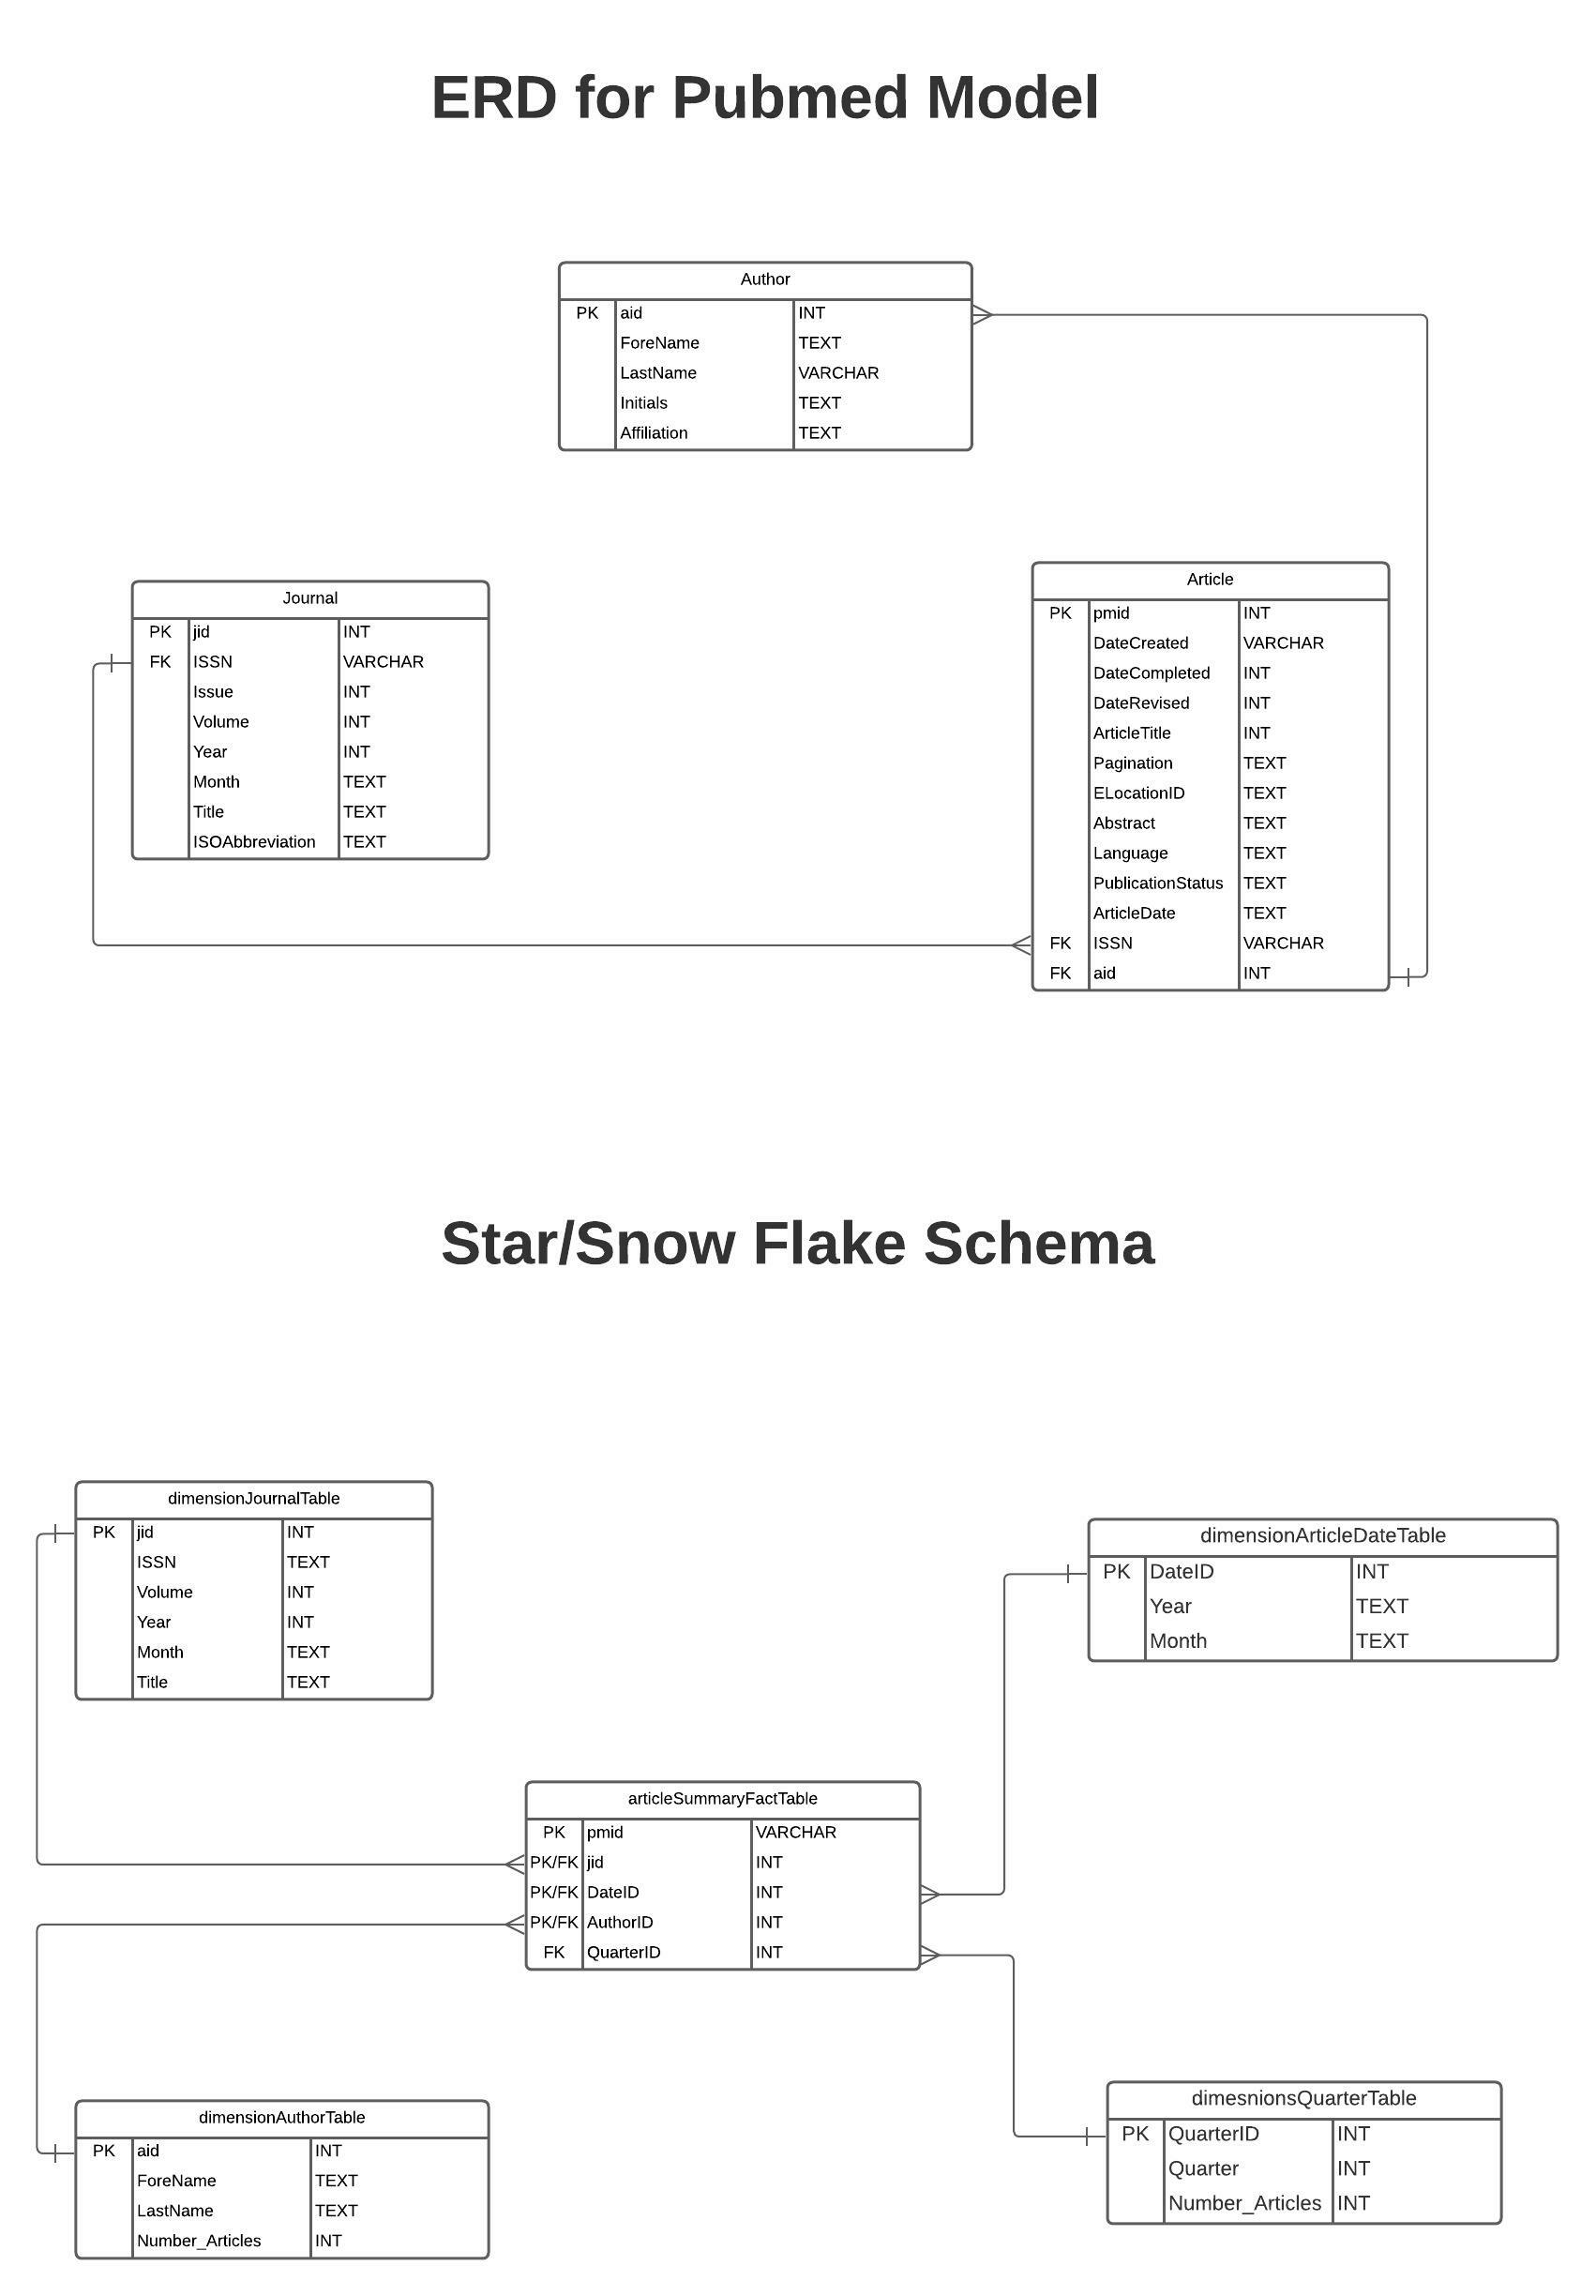 ERD for Pubmed Model
Author
PK aid INT
ForeName TEXT
LastName VARCHAR
Initials TEXT
Affiliation TEXT
Journal
PK jid INT
FK ISSN VARCHAR
Issue INT
Volume INT
Year INT
Month TEXT
Title TEXT
ISOAbbreviation TEXT
Article
PK pmid INT
DateCreated VARCHAR
DateCompleted INT
DateRevised INT
ArticleTitle INT
Pagination TEXT
ELocationID TEXT
Abstract TEXT
Language TEXT
PublicationStatus TEXT
ArticleDate TEXT
FK ISSN VARCHAR
FK aid INT
Star/Snow Flake Schema
dimensionJournalTable
PK jid INT
ISSN TEXT
Volume INT
Year INT
Month TEXT
Title TEXT
dimensionArticleDateTable
PK DateID INT
Year TEXT
Month TEXT
articleSummaryFactTable
PK pmid VARCHAR
PK/FK jid INT
PK/FK DateID INT
PK/FK AuthorID INT
FK QuarterID INT
dimensionAuthorTable
PK aid INT
ForeName TEXT
LastName TEXT
Number_Articles INT
dimesnionsQuarterTable
PK QuarterID INT
Quarter INT
Number_Articles INT